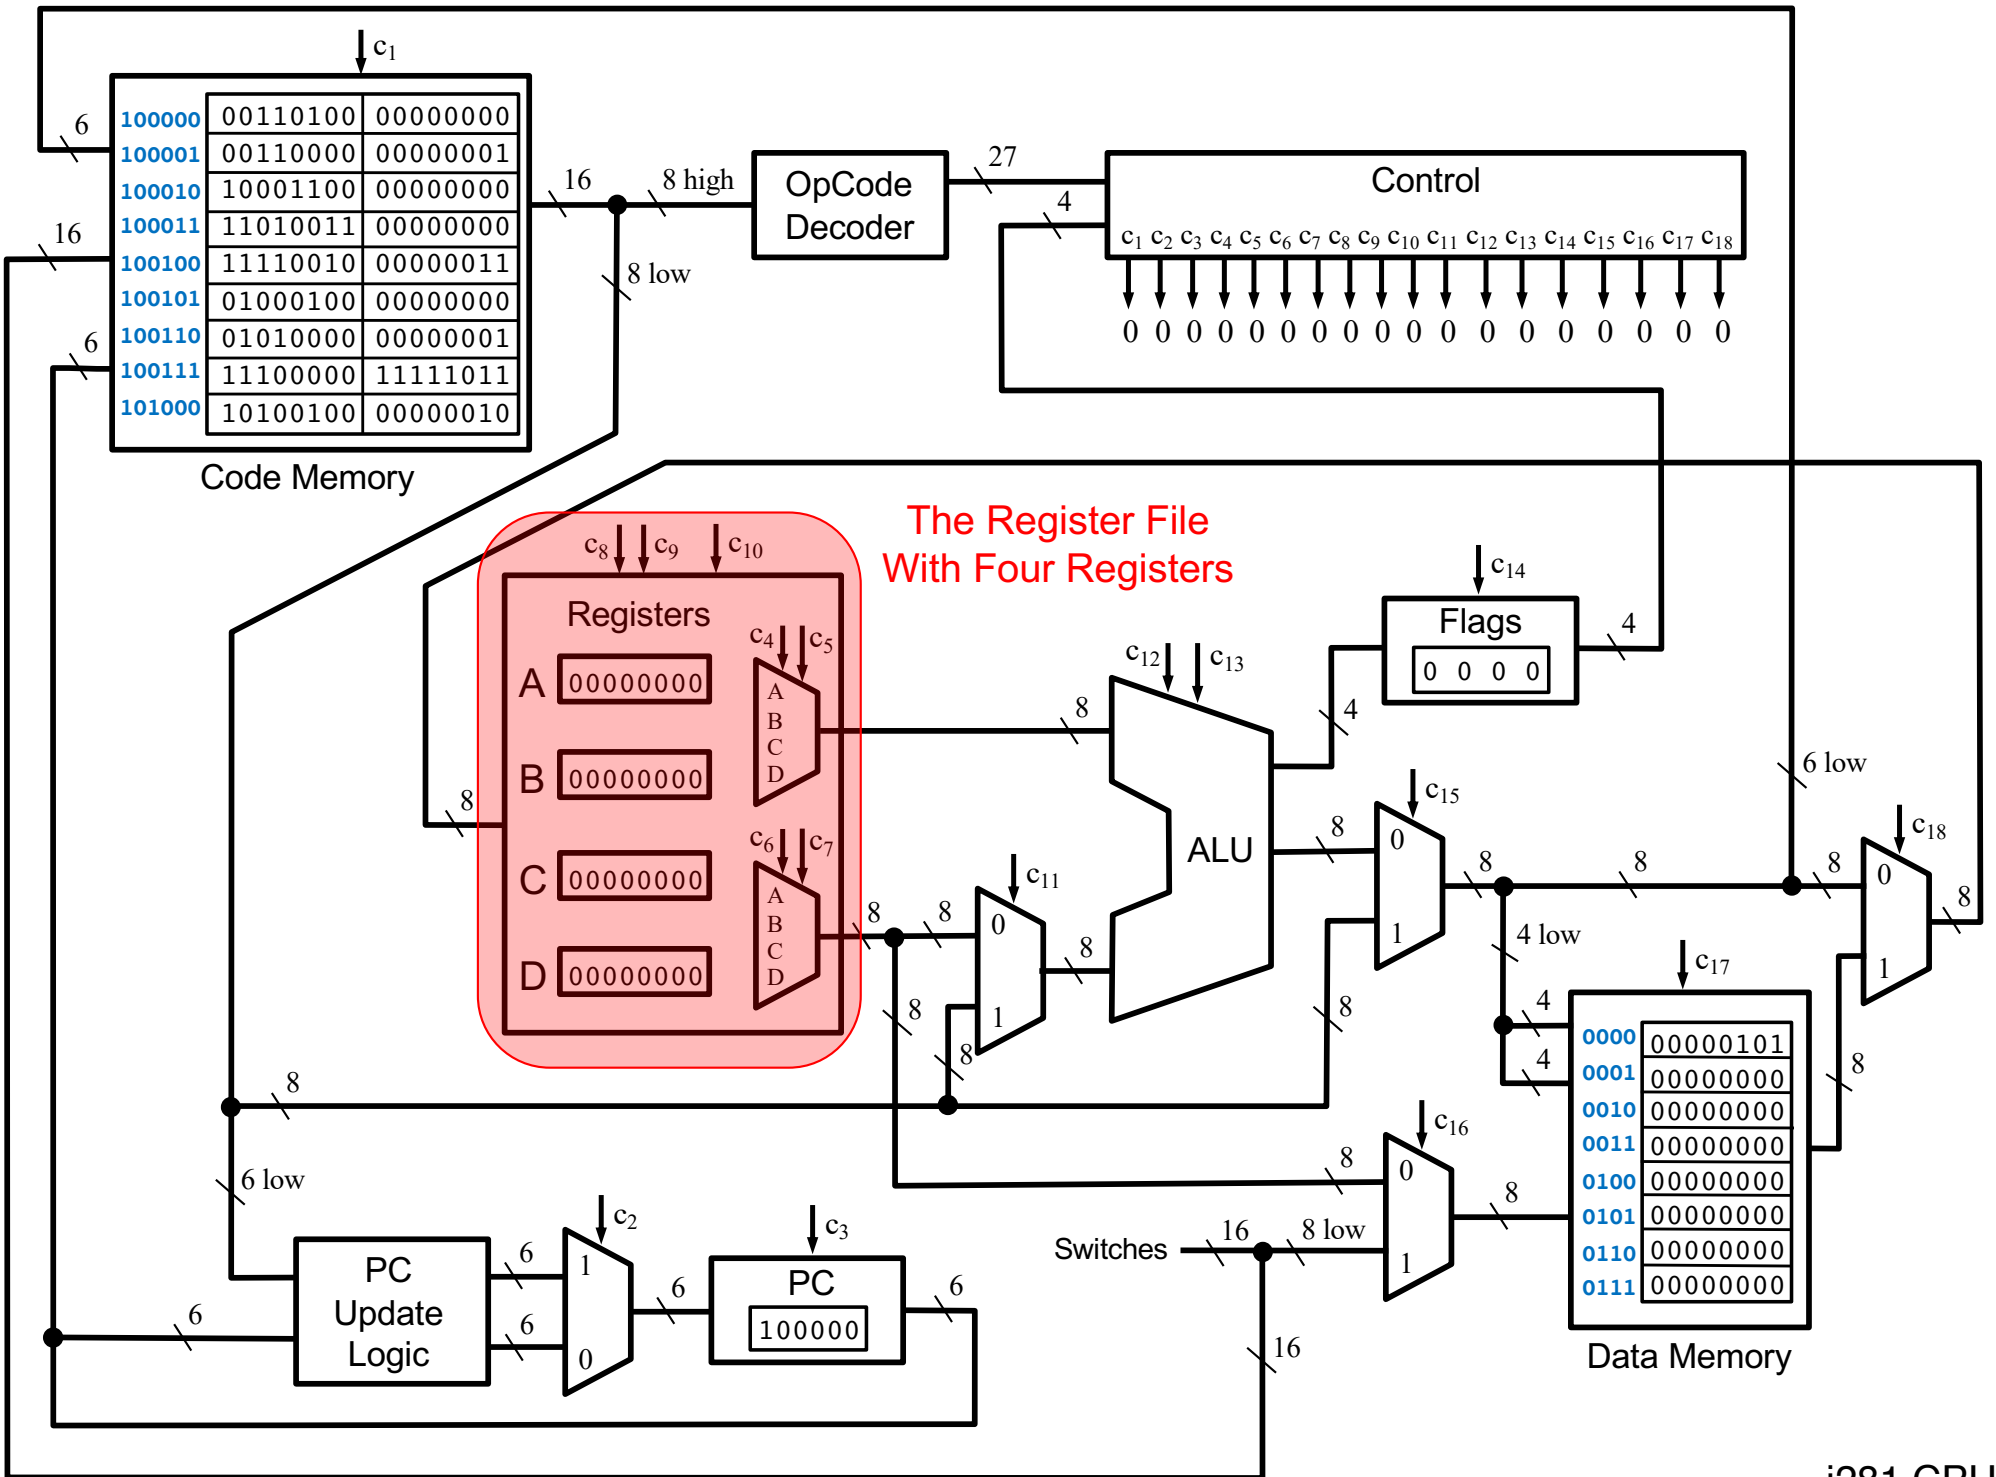 c1
100000 00110100 00000000
100001 00110000 00000001
100010 10001100 00000000
100011 11010011 00000000
100100 11110010 00000011
100101 01000100 00000000
100110 01010000 00000001
100111 11100000 11111011
101000 10100100 00000010
6
16
6
Code Memory
16
8 high
8 low
OpCode
Decoder
27
4
Control
c1 c2 c3 c4 c5 c6 c7 c8 c9 c10 c11 c12 c13 c14 c15 c16 c17 c18
0 0 0 0 0 0 0 0 0 0 0 0 0 0 0 0 0 0
The Register File
With Four Registers
c8 c9 c10
Registers
A 00000000
B 00000000
C 00000000
D 00000000
c4 c5
A
B
C
D
c6 c7
A
B
C
D
8
8
8
8
8
8
c11
0
1
8
c12 c13
ALU
4
c14
Flags
0 0 0 0
4
8
c15
0
1
8
8
8
8
6 low
4 low
4
4
c18
0
1
8
c17
0000 00000101
0001 00000000
0010 00000000
0011 00000000
0100 00000000
0101 00000000
0110 00000000
0111 00000000
8
Data Memory
8
c16
0
1
8
8
Switches
16
8 low
16
6 low
6
PC
Update
Logic
6
6
c2
1
0
6
c3
PC
100000
6
i281 CPU